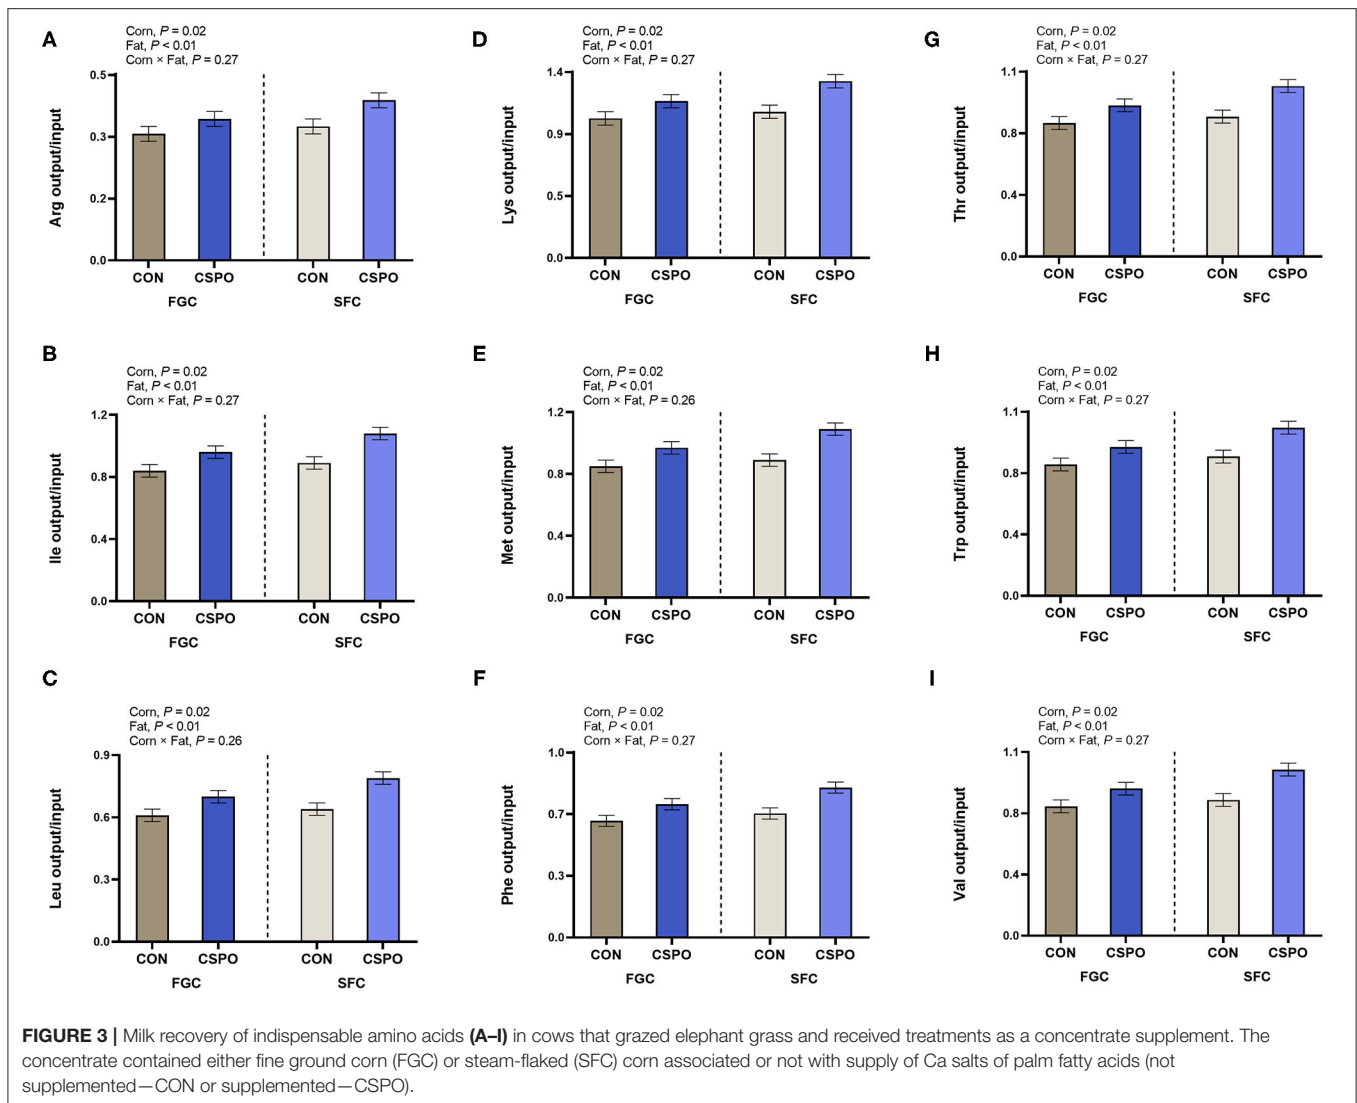 A
Corn, P = 0.02
Fat, P < 0.01
Corn × Fat, P = 0.27
Arg output/input
0.5
0.3
0.2
0.0
CON CSPO CON CSPO
FGC SFC
D
Corn, P = 0.02
Fat, P < 0.01
Corn × Fat, P = 0.27
Lys output/input
1.4
0.9
0.5
0.0
CON CSPO CON CSPO
FGC SFC
G
Corn, P = 0.02
Fat, P < 0.01
Corn × Fat, P = 0.27
Thr output/input
1.1
0.8
0.4
0.0
CON CSPO CON CSPO
FGC SFC
B
Corn, P = 0.02
Fat, P < 0.01
Corn × Fat, P = 0.27
Ile output/input
1.2
0.8
0.4
0.0
CON CSPO CON CSPO
FGC SFC
E
Corn, P = 0.02
Fat, P < 0.01
Corn × Fat, P = 0.26
Met output/input
1.2
0.8
0.4
0.0
CON CSPO CON CSPO
FGC SFC
H
Corn, P = 0.02
Fat, P < 0.01
Corn × Fat, P = 0.27
Trp output/input
1.1
0.8
0.4
0.0
CON CSPO CON CSPO
FGC SFC
C
Corn, P = 0.02
Fat, P < 0.01
Corn × Fat, P = 0.26
Leu output/input
0.9
0.6
0.3
0.0
CON CSPO CON CSPO
FGC SFC
F
Corn, P = 0.02
Fat, P < 0.01
Corn × Fat, P = 0.27
Phe output/input
1.0
0.7
0.3
0.0
CON CSPO CON CSPO
FGC SFC
I
Corn, P = 0.02
Fat, P < 0.01
Corn × Fat, P = 0.27
Val output/input
1.1
0.8
0.4
0.0
CON CSPO CON CSPO
FGC SFC
FIGURE 3 | Milk recovery of indispensable amino acids (A–I) in cows that grazed elephant grass and received treatments as a concentrate supplement. The
concentrate contained either fine ground corn (FGC) or steam-flaked (SFC) corn associated or not with supply of Ca salts of palm fatty acids (not
supplemented—CON or supplemented—CSPO).